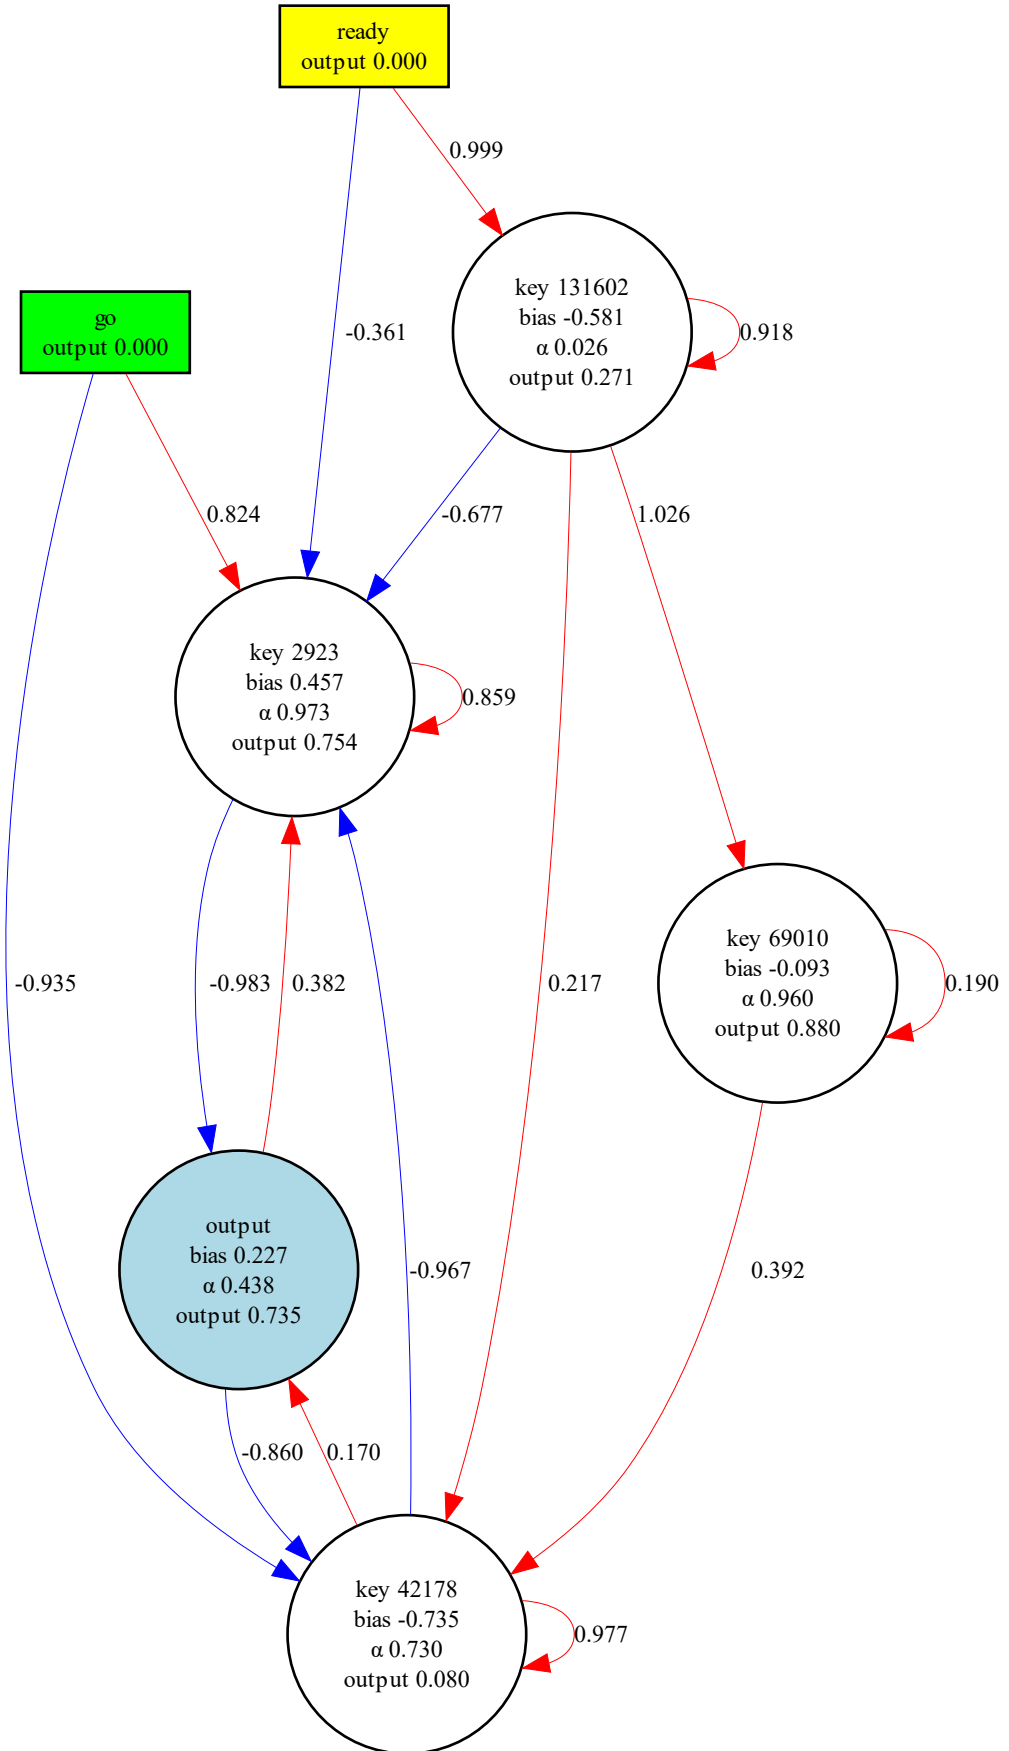 ready
output 0.000
0.999
key 131602
bias -0.581
α 0.026
output 0.271
0.918
go
output 0.000
-0.361
0.824
-0.677
1.026
key 2923
bias 0.457
α 0.973
output 0.754
0.859
key 69010
bias -0.093
α 0.960
output 0.880
0.190
-0.935
-0.983
0.382
0.217
output
bias 0.227
α 0.438
output 0.735
-0.967
0.392
-0.860
0.170
key 42178
bias -0.735
α 0.730
output 0.080
0.977